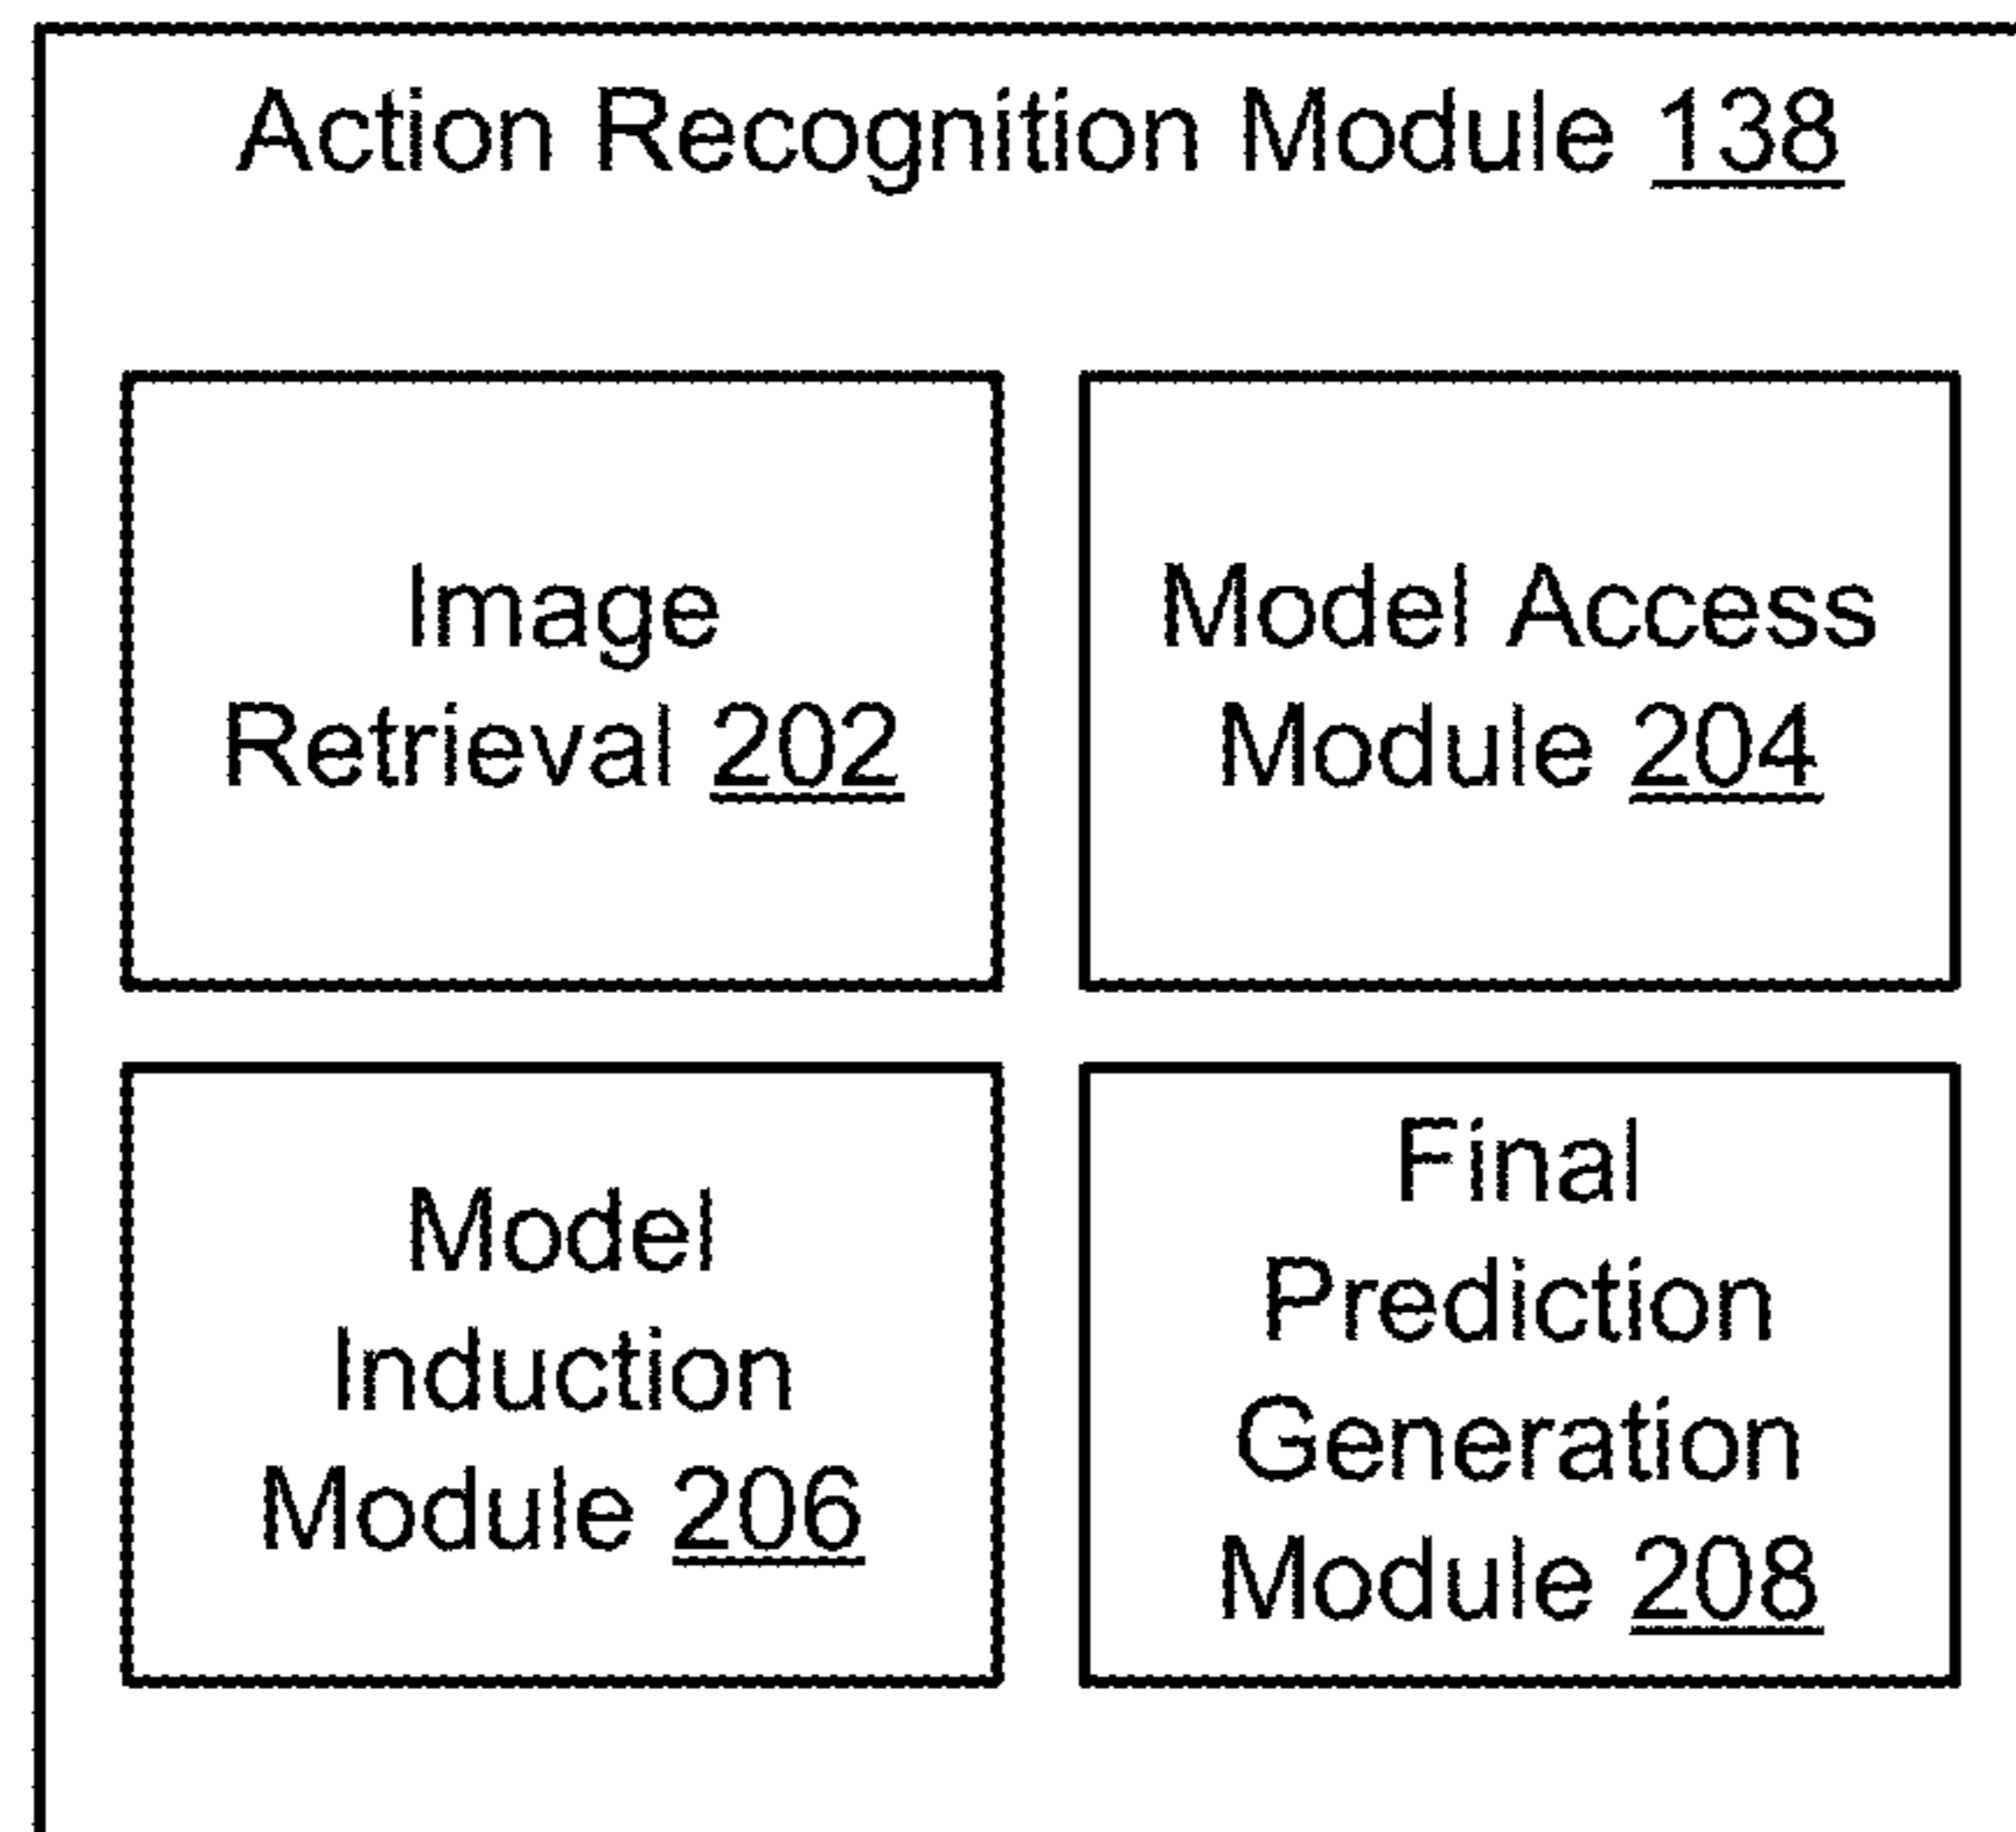 Action Recognition Module 138
Image
Retrieval 202
Model Access
Module 204
Model
Induction
Module 206
Final
Prediction
Generation
Module 208